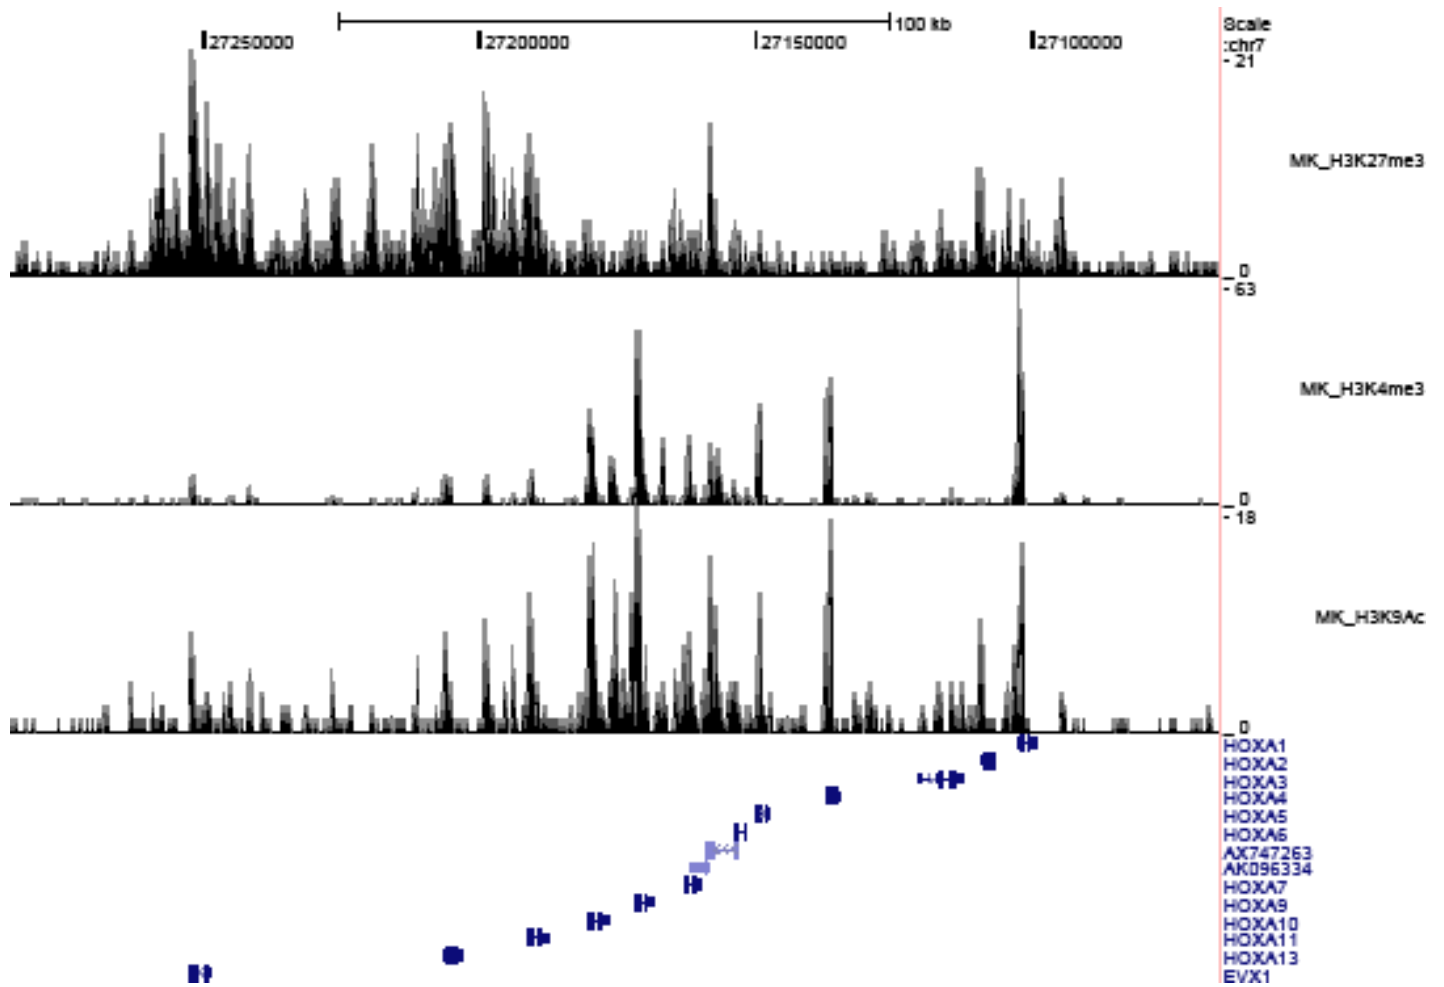 100 kb Scale
27250000 27200000 27150000 27100000 :chr7
- 21
MK_H3K27me3
_ 0
- 63
MK_H3K4me3
_ 0
- 18
MK_H3K9Ac
_ 0
HOXA1
HOXA2
HOXA3
HOXA4
HOXA5
HOXA6
AX747263
AK096334
HOXA7
HOXA9
HOXA10
HOXA11
HOXA13
EVX1